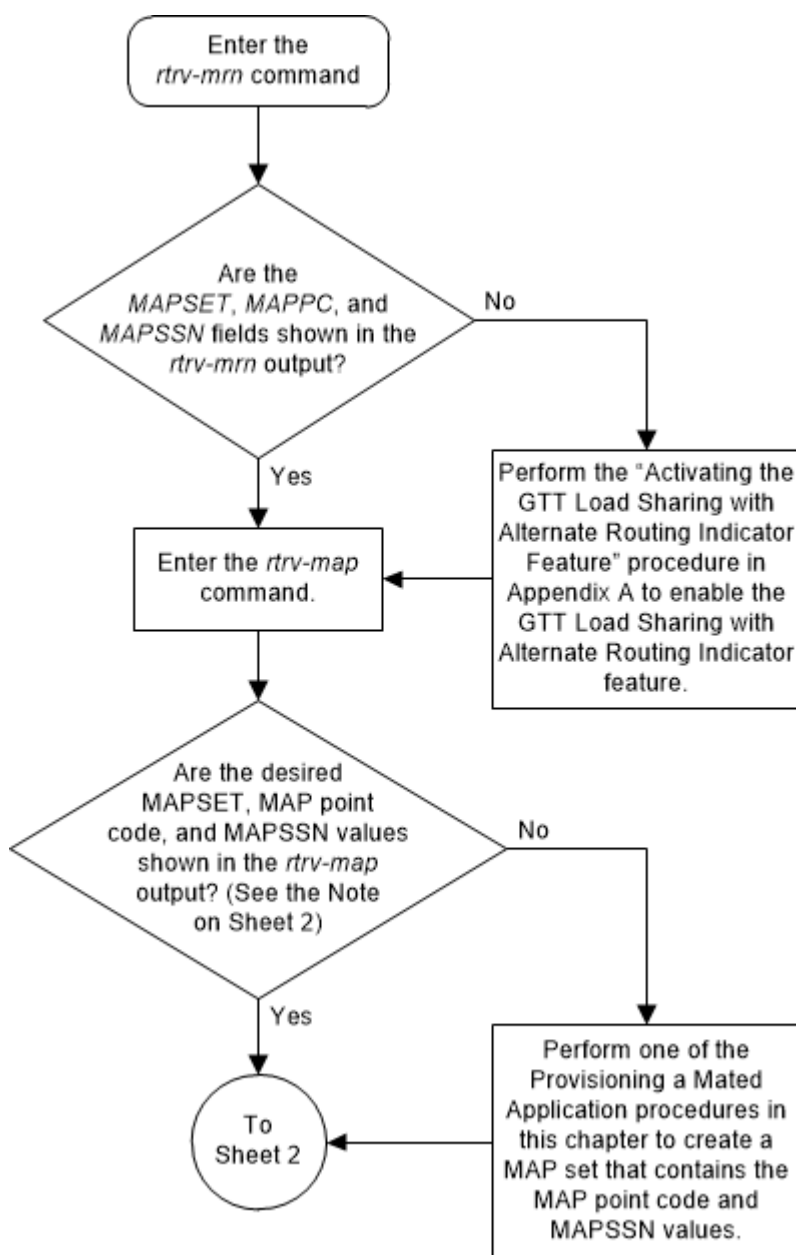 Enter the
rtrv-mrn command
Are the
MAPSET, MAPPC, and
MAPSSN fields shown in the
rtrv-mrn output?
No
Yes
Perform the “Activating the
GTT Load Sharing with
Alternate Routing Indicator
Feature” procedure in
Appendix A to enable the
GTT Load Sharing with
Alternate Routing Indicator
feature.
Enter the rtrv-map
command.
Are the desired
MAPSET, MAP point
code, and MAPSSN values
shown in the rtrv-map
output? (See the Note
on Sheet 2)
No
Yes
Perform one of the
Provisioning a Mated
Application procedures in
this chapter to create a
MAP set that contains the
MAP point code and
MAPSSN values.
To
Sheet 2